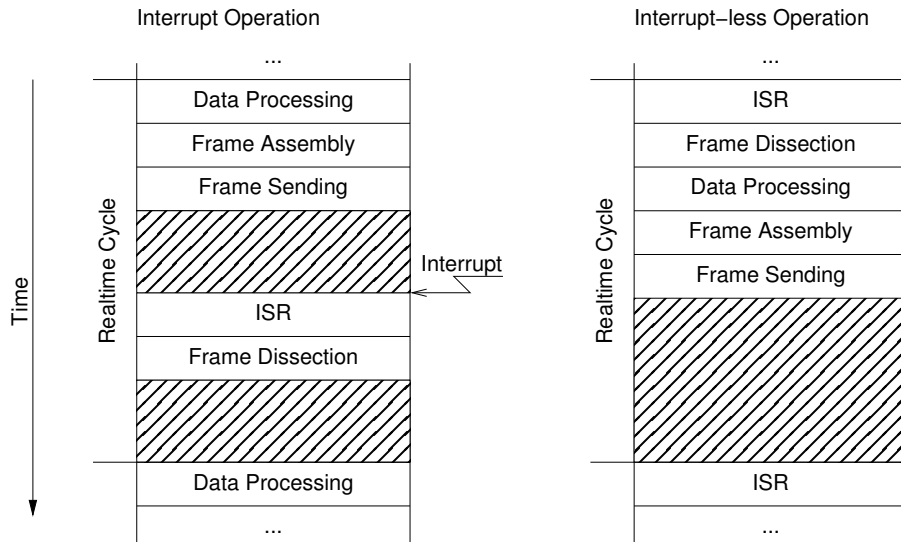 Interrupt Operation
...
Data Processing
Frame Assembly
Frame Sending
Interrupt
ISR
Frame Dissection
Data Processing
...
Realtime Cycle
Time
Interrupt-less Operation
...
ISR
Frame Dissection
Data Processing
Frame Assembly
Frame Sending
ISR
...
Realtime Cycle